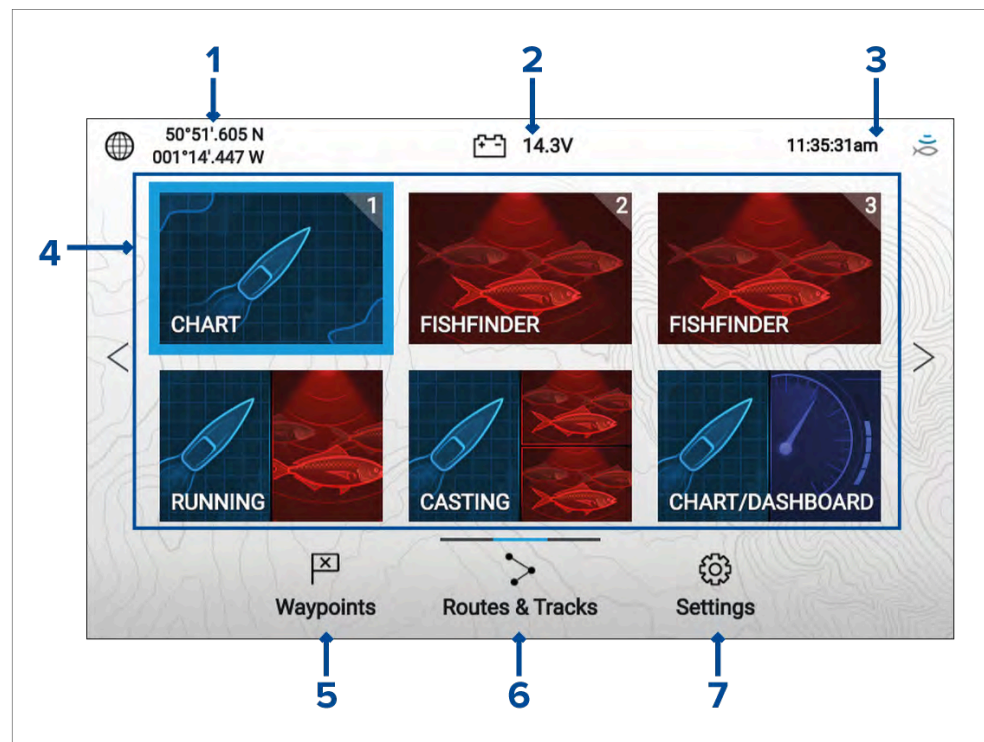 1 2 3
50°51'.605 N
001°14'.447 W
14.3V
11:35:31am
4
1
CHART
2
FISHFINDER
3
FISHFINDER
RUNNING
CASTING
CHART/DASHBOARD
Waypoints
Routes & Tracks
Settings
5 6 7